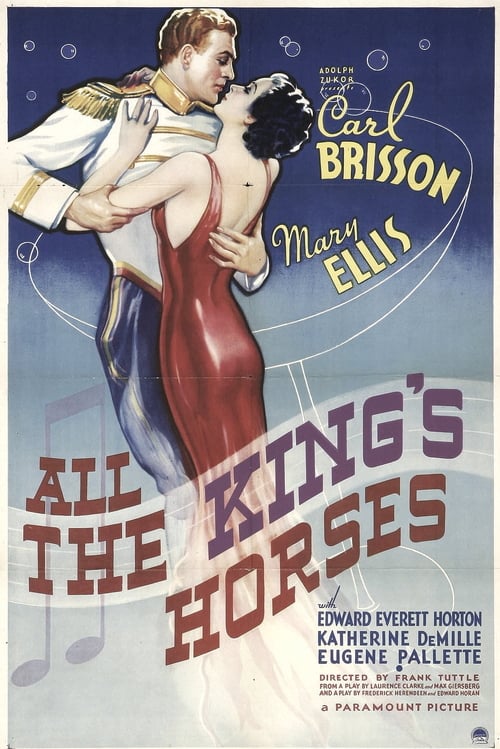 ADOLPH
ZUKOR
presents
Carl
BRISSON
Mary
ELLIS
ALL
THE KING'S
HORSES
with
EDWARD EVERETT HORTON
KATHERINE DeMILLE
EUGENE PALLETTE
DIRECTED BY FRANK TUTTLE
FROM A PLAY BY LAURENCE CLARKE and MAX GIERSBERG
AND A PLAY BY FREDERICK HERENDEEN and EDWARD HORAN
a PARAMOUNT PICTURE